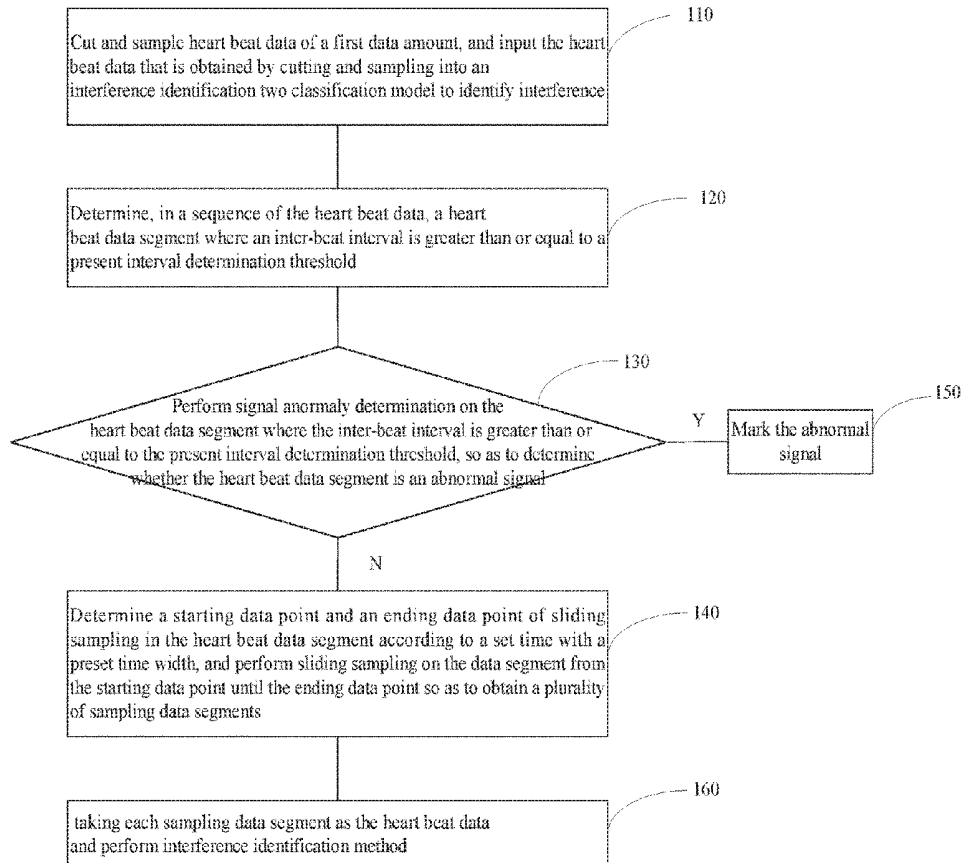 110
Cut and sample heart beat data of a first data amount, and input the heart
beat data that is obtained by cutting and sampling into an
interference identification two classification model to identify interference
120
Determine, in a sequence of the heart beat data, a heart
beat data segment where an inter-beat interval is greater than or equal to a
present interval determination threshold
130
Perform signal anomaly determination on the
heart beat data segment where the inter-beat interval is greater than or
equal to the present interval determination threshold, so as to determine
whether the heart beat data segment is an abnormal signal
Y
150
Mark the abnormal
signal
N
140
Determine a starting data point and an ending data point of sliding
sampling in the heart beat data segment according to a set time with a
preset time width, and perform sliding sampling on the data segment from
the starting data point until the ending data point so as to obtain a plurality
of sampling data segments
160
taking each sampling data segment as the heart beat data
and perform interference identification method